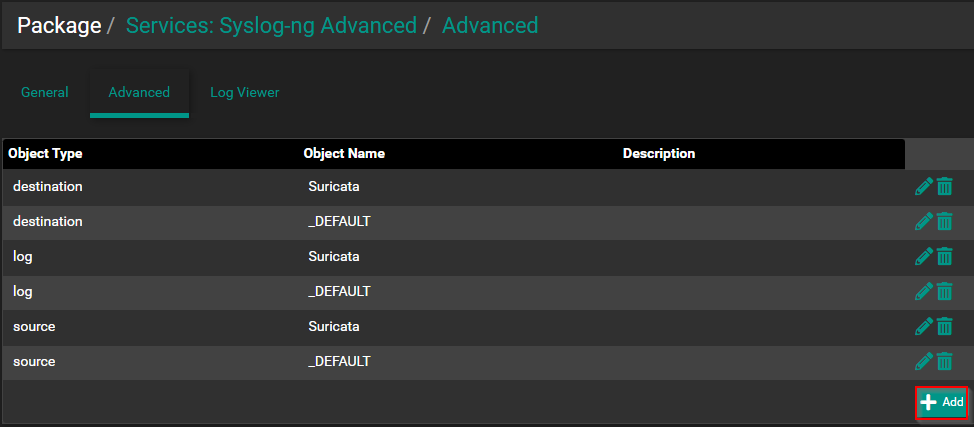 Package / Services: Syslog-ng Advanced / Advanced
General Advanced Log Viewer
Object Type Object Name Description
destination Suricata
destination _DEFAULT
log Suricata
log _DEFAULT
source Suricata
source _DEFAULT
Add